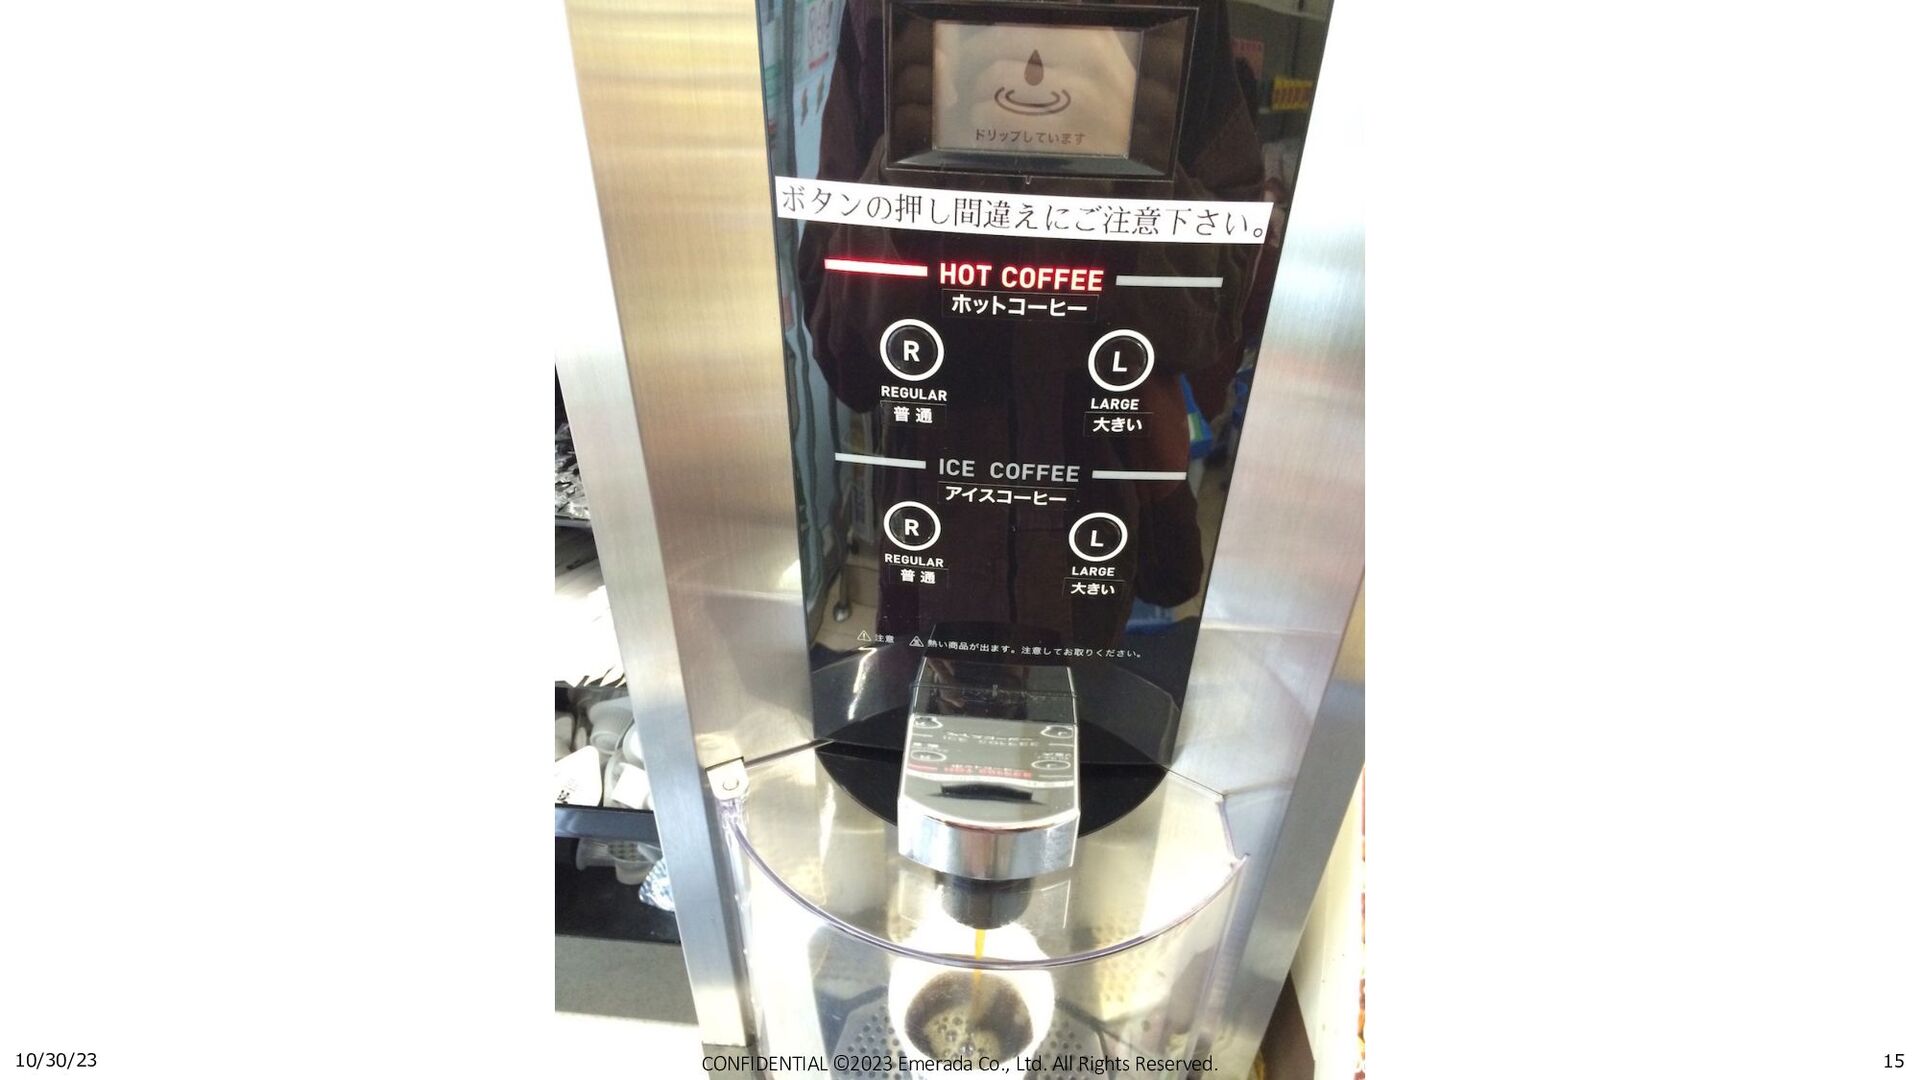 ドリップしています
ボタンの押し間違えにご注意下さい。
HOT COFFEE
ホットコーヒー
R
L
REGULAR
LARGE
普通
大きい
ICE COFFEE
アイスコーヒー
R
L
REGULAR
LARGE
普通
大きい
注意 熱い商品が出ます。注意してお取りください。
10/30/23
CONFIDENTIAL ©2023 Emerada Co., Ltd. All Rights Reserved.
15